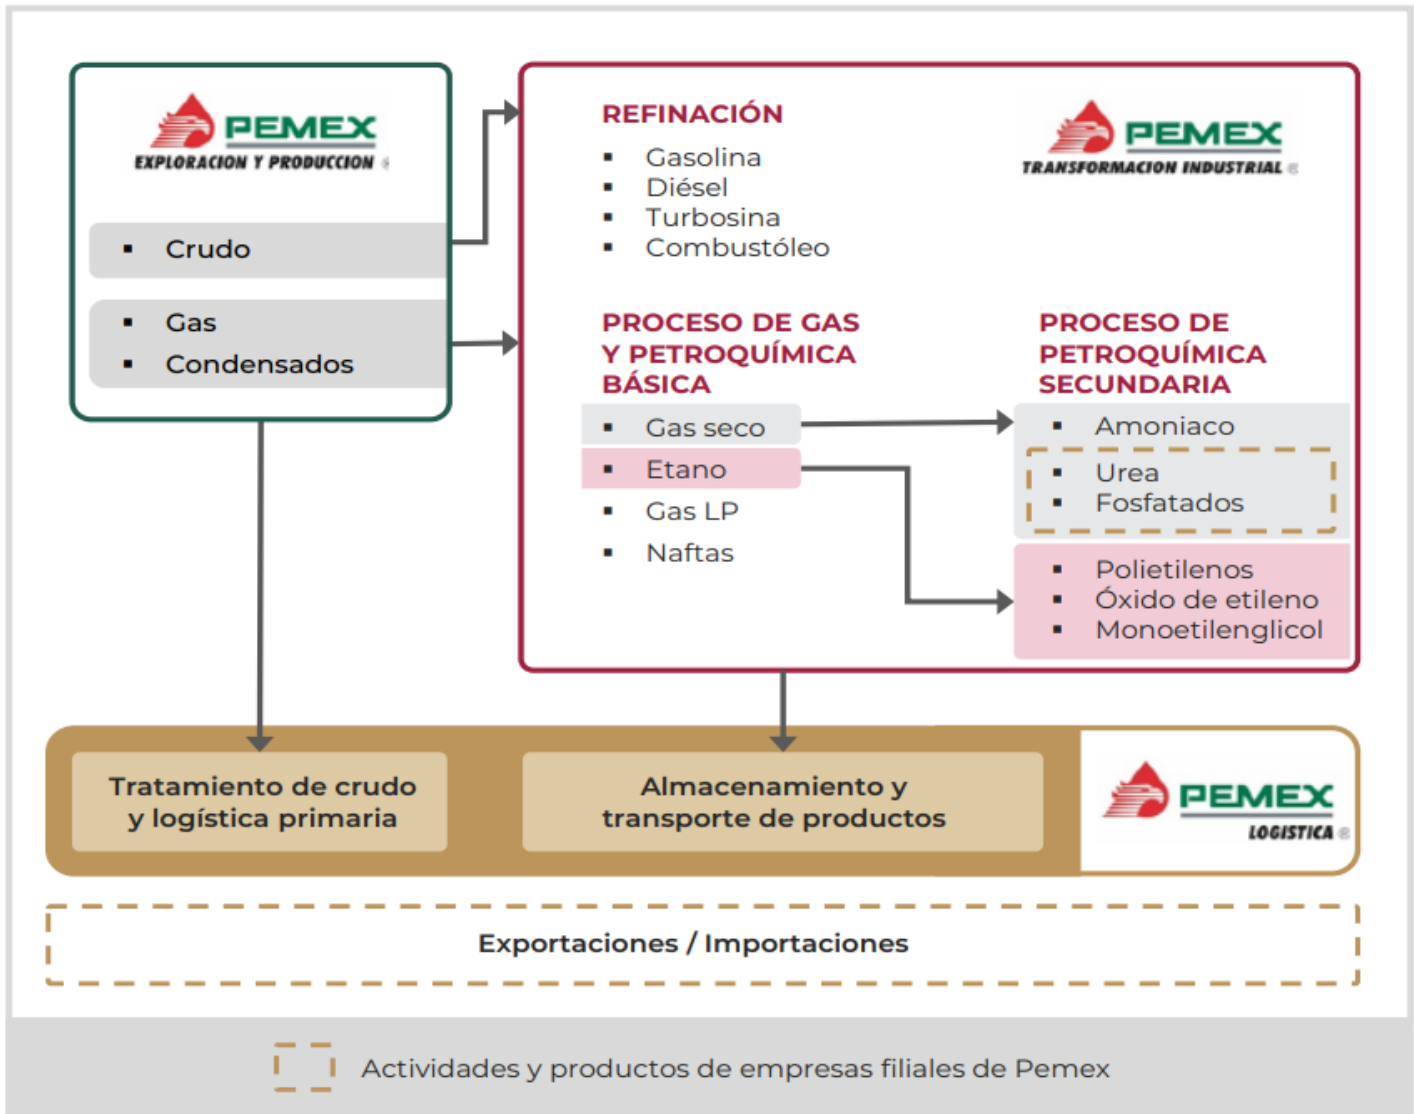 PEMEX
EXPLORACION Y PRODUCCION ®
▪ Crudo
▪ Gas
▪ Condensados
REFINACIÓN
▪ Gasolina
▪ Diésel
▪ Turbosina
▪ Combustóleo
PEMEX
TRANSFORMACION INDUSTRIAL ®
PROCESO DE GAS
Y PETROQUÍMICA
BÁSICA
▪ Gas seco
▪ Etano
▪ Gas LP
▪ Naftas
PROCESO DE
PETROQUÍMICA
SECUNDARIA
▪ Amoniaco
▪ Urea
▪ Fosfatados
▪ Polietilenos
▪ Óxido de etileno
▪ Monoetilenglicol
Tratamiento de crudo
y logística primaria
Almacenamiento y
transporte de productos
PEMEX
LOGISTICA ®
Exportaciones / Importaciones
Actividades y productos de empresas filiales de Pemex